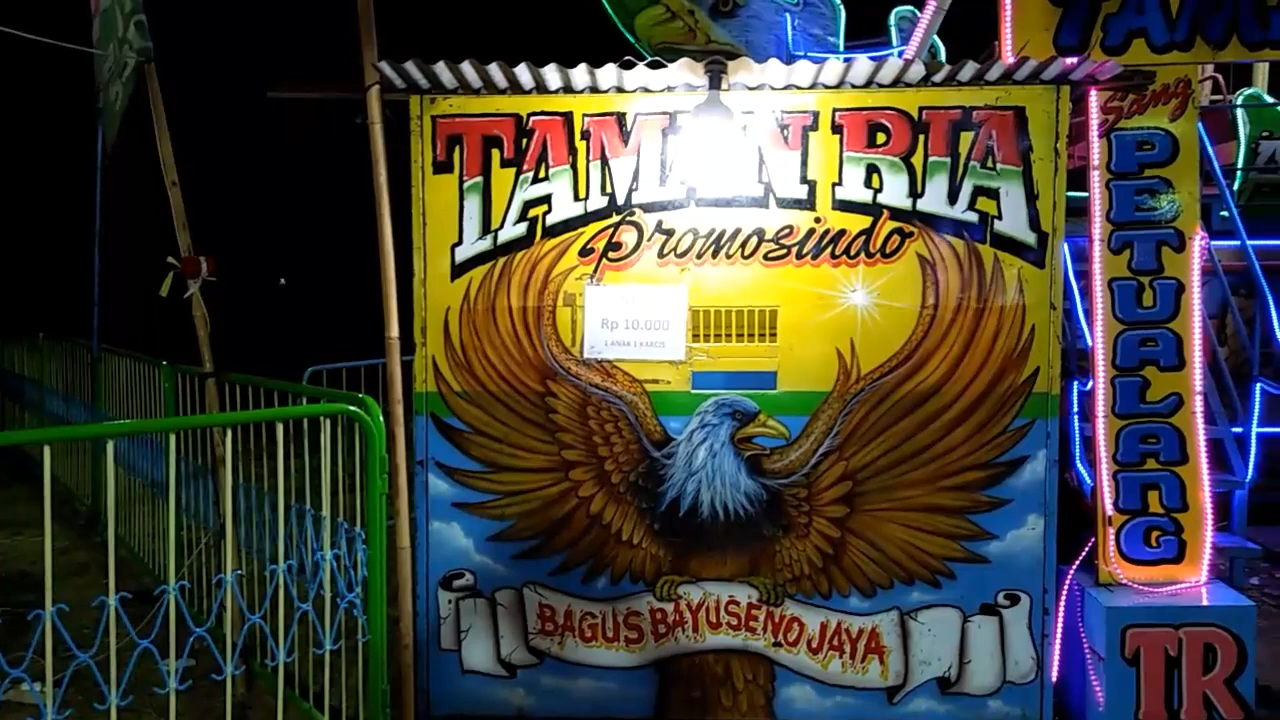 TAMAN RIA
Promosindo
Rp 10.000
1 ANAK 1 KARCIS
BAGUS BAYUSENO JAYA
Sang
PETUALANG
TR